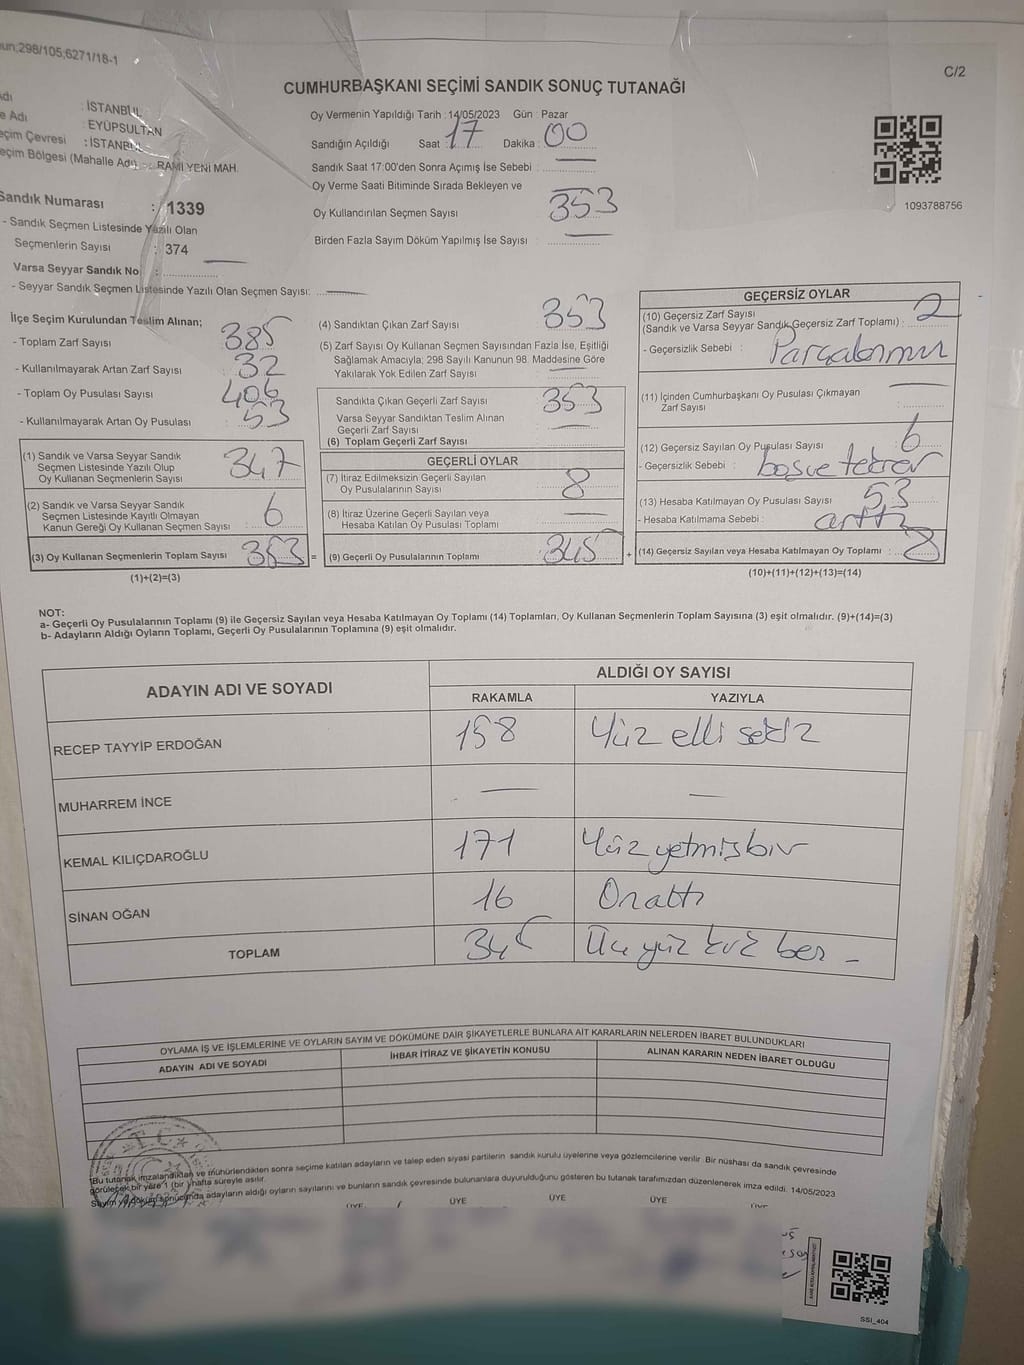 298/105;6271/18-1
C/2
CUMHURBAŞKANI SEÇİMİ SANDIK SONUÇ TUTANAĞI
: İSTANBUL
Adı : EYÜPSULTAN
Seçim Çevresi : İSTANBUL
Seçim Bölgesi (Mahalle Adı) : RAMİ YENİ MAH.
Sandık Numarası : 1339
- Sandık Seçmen Listesinde Yazılı Olan
Seçmenlerin Sayısı : 374
Varsa Seyyar Sandık No :
- Seyyar Sandık Seçmen Listesinde Yazılı Olan Seçmen Sayısı:
Oy Vermenin Yapıldığı Tarih : 14/05/2023 Gün : Pazar
Sandığın Açıldığı Saat : 17 Dakika : 00
Sandık Saat 17:00'den Sonra Açımış İse Sebebi :
Oy Verme Saati Bitiminde Sırada Bekleyen ve
Oy Kullandırılan Seçmen Sayısı 353
Birden Fazla Sayım Döküm Yapılmış İse Sayısı :
1093788756
İlçe Seçim Kurulundan Teslim Alınan;
- Toplam Zarf Sayısı 385
- Kullanılmayarak Artan Zarf Sayısı 32
- Toplam Oy Pusulası Sayısı 406
- Kullanılmayarak Artan Oy Pusulası 53
(1) Sandık ve Varsa Seyyar Sandık
Seçmen Listesinde Yazılı Olup
Oy Kullanan Seçmenlerin Sayısı 347
(2) Sandık ve Varsa Seyyar Sandık
Seçmen Listesinde Kayıtlı Olmayan
Kanun Gereği Oy Kullanan Seçmen Sayısı 6
(3) Oy Kullanan Seçmenlerin Toplam Sayısı 353 =
(1)+(2)=(3)
(4) Sandıktan Çıkan Zarf Sayısı 353
(5) Zarf Sayısı Oy Kullanan Seçmen Sayısından Fazla İse, Eşitliği
Sağlamak Amacıyla; 298 Sayılı Kanunun 98. Maddesine Göre
Yakılarak Yok Edilen Zarf Sayısı :
Sandıkta Çıkan Geçerli Zarf Sayısı 353
Varsa Seyyar Sandıktan Teslim Alınan
Geçerli Zarf Sayısı
(6) Toplam Geçerli Zarf Sayısı
GEÇERLİ OYLAR
(7) İtiraz Edilmeksizin Geçerli Sayılan
Oy Pusulalarının Sayısı 8
(8) İtiraz Üzerine Geçerli Sayılan veya
Hesaba Katılan Oy Pusulası Toplamı
(9) Geçerli Oy Pusulalarının Toplamı 345 +
GEÇERSİZ OYLAR
(10) Geçersiz Zarf Sayısı
(Sandık ve Varsa Seyyar Sandık Geçersiz Zarf Toplamı) : 2
- Geçersizlik Sebebi :
(11) İçinden Cumhurbaşkanı Oy Pusulası Çıkmayan
Zarf Sayısı :
(12) Geçersiz Sayılan Oy Pusulası Sayısı 6
- Geçersizlik Sebebi : boş ve tekrar
(13) Hesaba Katılmayan Oy Pusulası Sayısı 53
- Hesaba Katılmama Sebebi : arttı
(14) Geçersiz Sayılan veya Hesaba Katılmayan Oy Toplamı : 8
(10)+(11)+(12)+(13)=(14)
NOT:
a- Geçerli Oy Pusulalarının Toplamı (9) ile Geçersiz Sayılan veya Hesaba Katılmayan Oy Toplamı (14) Toplamları, Oy Kullanan Seçmenlerin Toplam Sayısına (3) eşit olmalıdır. (9)+(14)=(3)
b- Adayların Aldığı Oyların Toplamı, Geçerli Oy Pusulalarının Toplamına (9) eşit olmalıdır.
ADAYIN ADI VE SOYADI
ALDIĞI OY SAYISI
RAKAMLA YAZIYLA
RECEP TAYYİP ERDOĞAN 158 Yüz elli sekiz
MUHARREM İNCE
KEMAL KILIÇDAROĞLU 171 Yüz yetmiş bir
SİNAN OĞAN 16 Onaltı
TOPLAM 345 Üç yüz kırk beş
OYLAMA İŞ VE İŞLEMLERİNE VE OYLARIN SAYIM VE DÖKÜMÜNE DAİR ŞİKAYETLERLE BUNLARA AİT KARARLARIN NELERDEN İBARET BULUNDUKLARI
ADAYIN ADI VE SOYADI İHBAR İTİRAZ VE ŞİKAYETİN KONUSU ALINAN KARARIN NEDEN İBARET OLDUĞU
T.C.
*Bu tutanak imzalandıktan ve mühürlendikten sonra seçime katılan adayların ve talep eden siyasi partilerin sandık kurulu üyelerine veya gözlemcilerine verilir. Bir nüshası da sandık çevresinde
görülecek bir yere 1 (bir) hafta süreyle asılır.
Sayım ve döküm sonucunda adayların aldığı oyların sayılarını ve bunların sandık çevresinde bulunanlara duyurulduğunu gösteren bu tutanak tarafımızdan düzenlenerek imza edildi. 14/05/2023
ÜYE ÜYE ÜYE ÜYE ÜYE
SSI_404